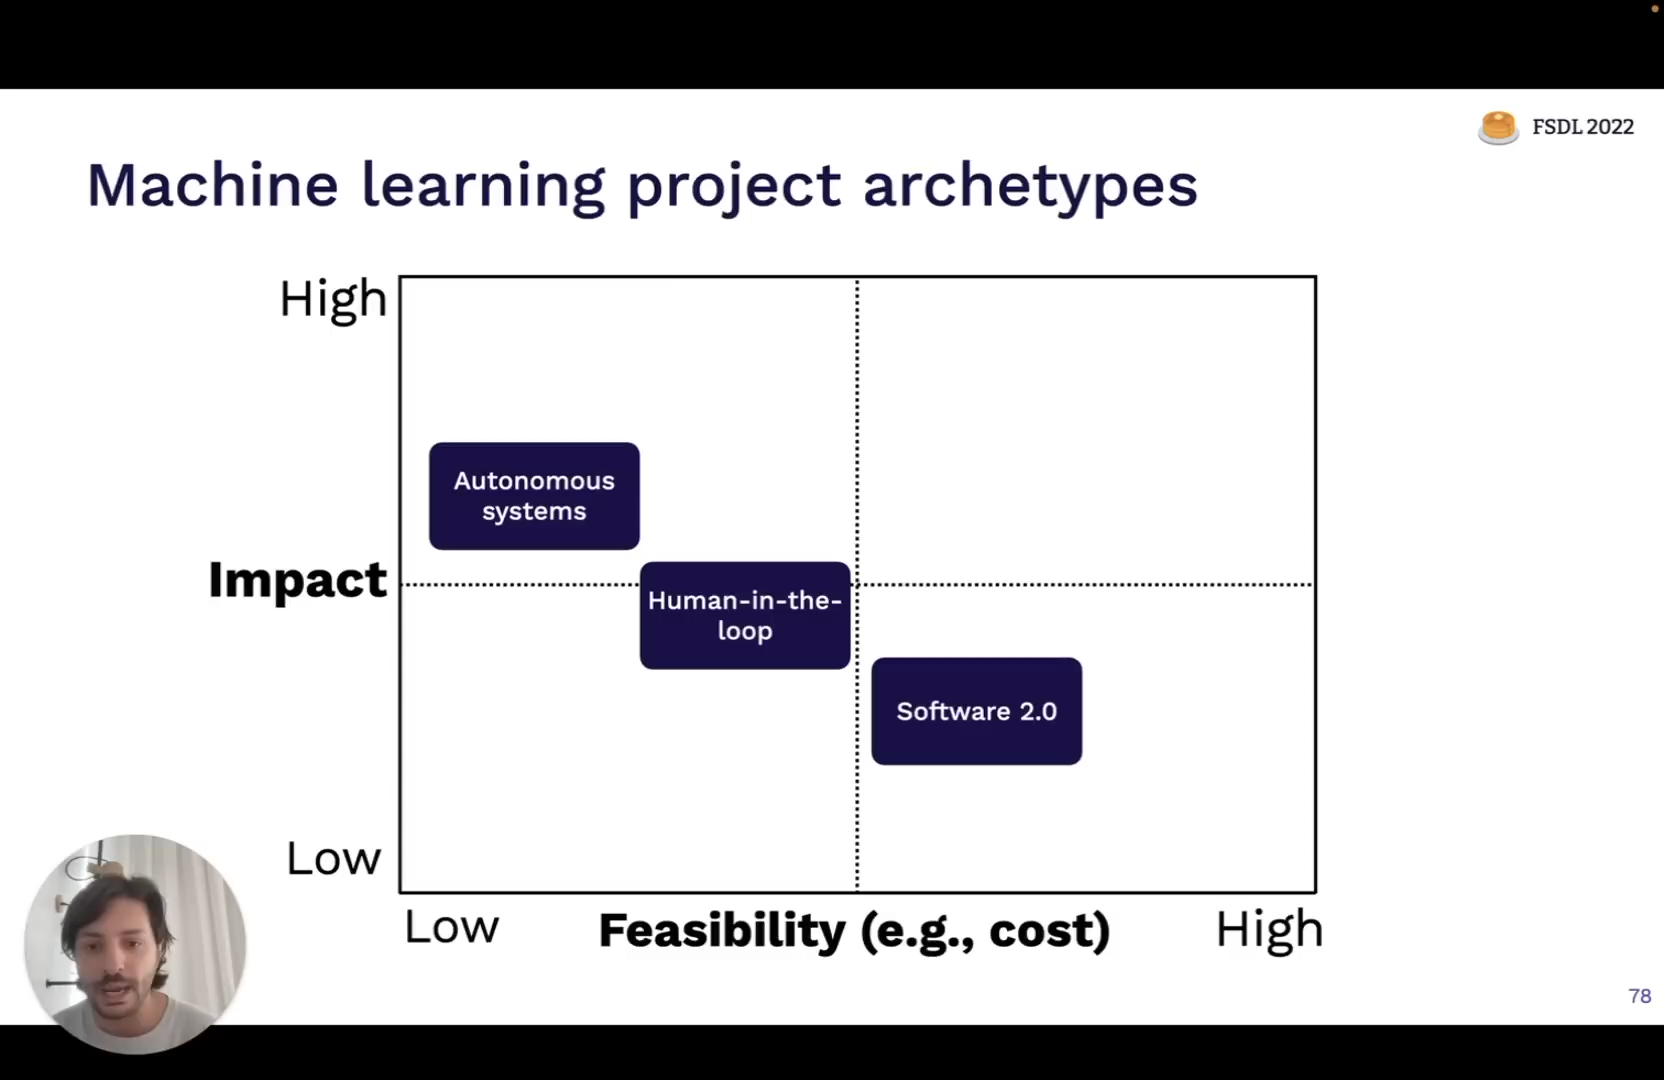 FSDL 2022
Machine learning project archetypes
High
Autonomous
systems
Impact
Human-in-the-
loop
Software 2.0
Low
Low
Feasibility (e.g., cost)
High
78